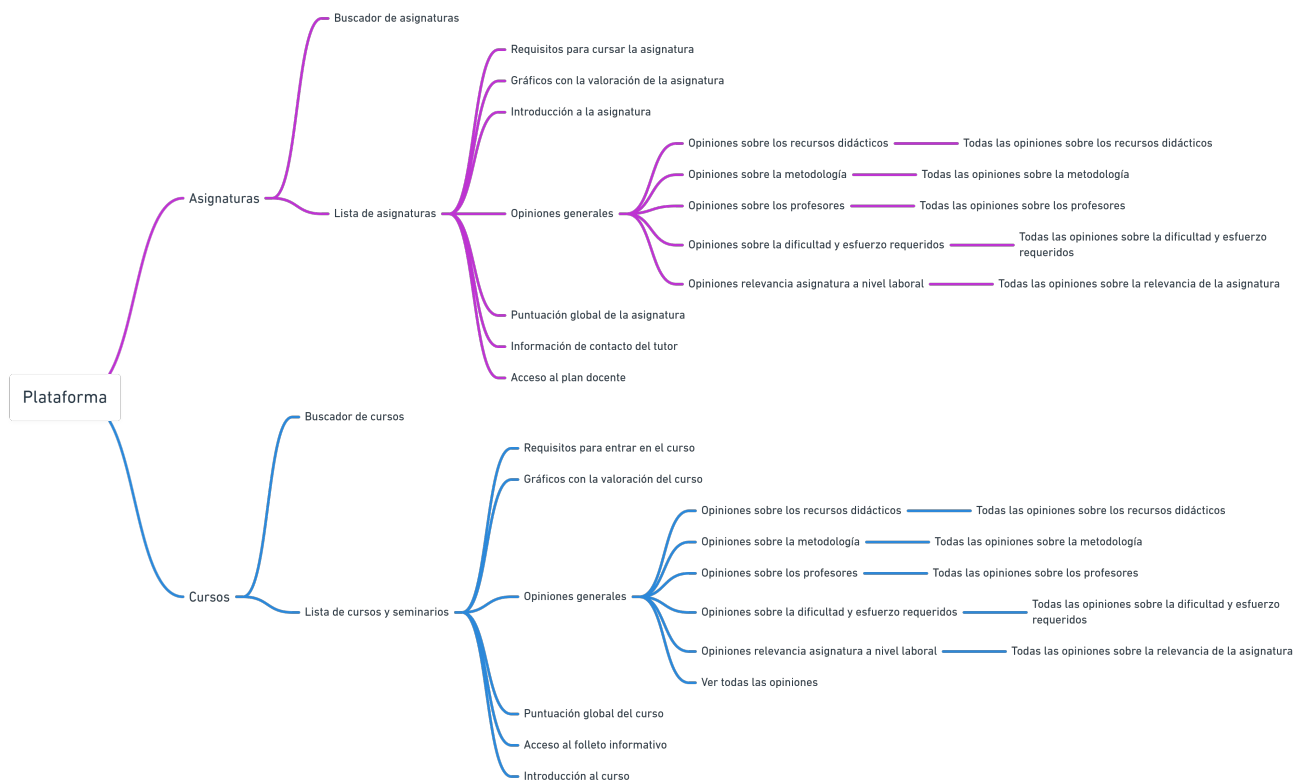 Plataforma
Asignaturas
Buscador de asignaturas
Lista de asignaturas
Requisitos para cursar la asignatura
Gráficos con la valoración de la asignatura
Introducción a la asignatura
Opiniones generales
Opiniones sobre los recursos didácticos
Todas las opiniones sobre los recursos didácticos
Opiniones sobre la metodología
Todas las opiniones sobre la metodología
Opiniones sobre los profesores
Todas las opiniones sobre los profesores
Opiniones sobre la dificultad y esfuerzo requeridos
Todas las opiniones sobre la dificultad y esfuerzo
requeridos
Opiniones relevancia asignatura a nivel laboral
Todas las opiniones sobre la relevancia de la asignatura
Puntuación global de la asignatura
Información de contacto del tutor
Acceso al plan docente
Cursos
Buscador de cursos
Lista de cursos y seminarios
Requisitos para entrar en el curso
Gráficos con la valoración del curso
Opiniones generales
Opiniones sobre los recursos didácticos
Todas las opiniones sobre los recursos didácticos
Opiniones sobre la metodología
Todas las opiniones sobre la metodología
Opiniones sobre los profesores
Todas las opiniones sobre los profesores
Opiniones sobre la dificultad y esfuerzo requeridos
Todas las opiniones sobre la dificultad y esfuerzo
requeridos
Opiniones relevancia asignatura a nivel laboral
Todas las opiniones sobre la relevancia de la asignatura
Ver todas las opiniones
Puntuación global del curso
Acceso al folleto informativo
Introducción al curso